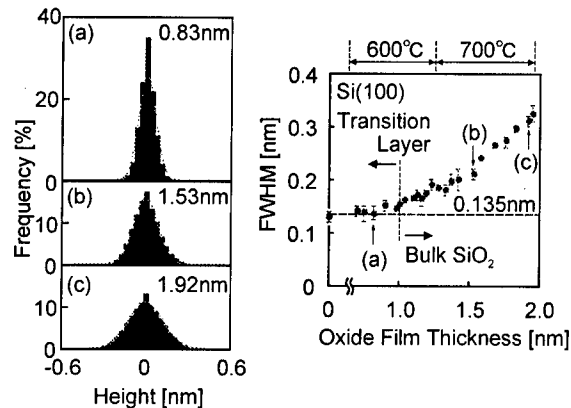 40
(a)
0.83nm
20
0
(b)
1.53nm
10
0
(c)
1.92nm
10
0
-0.6
0
0.6
Frequency [%]
Height [nm]
600°C
700°C
0.4
Si(100)
Transition
Layer
0.3
(b)
(c)
0.2
0.135nm
0.1
(a)
Bulk SiO₂
0
0
1.0
2.0
FWHM [nm]
Oxide Film Thickness [nm]